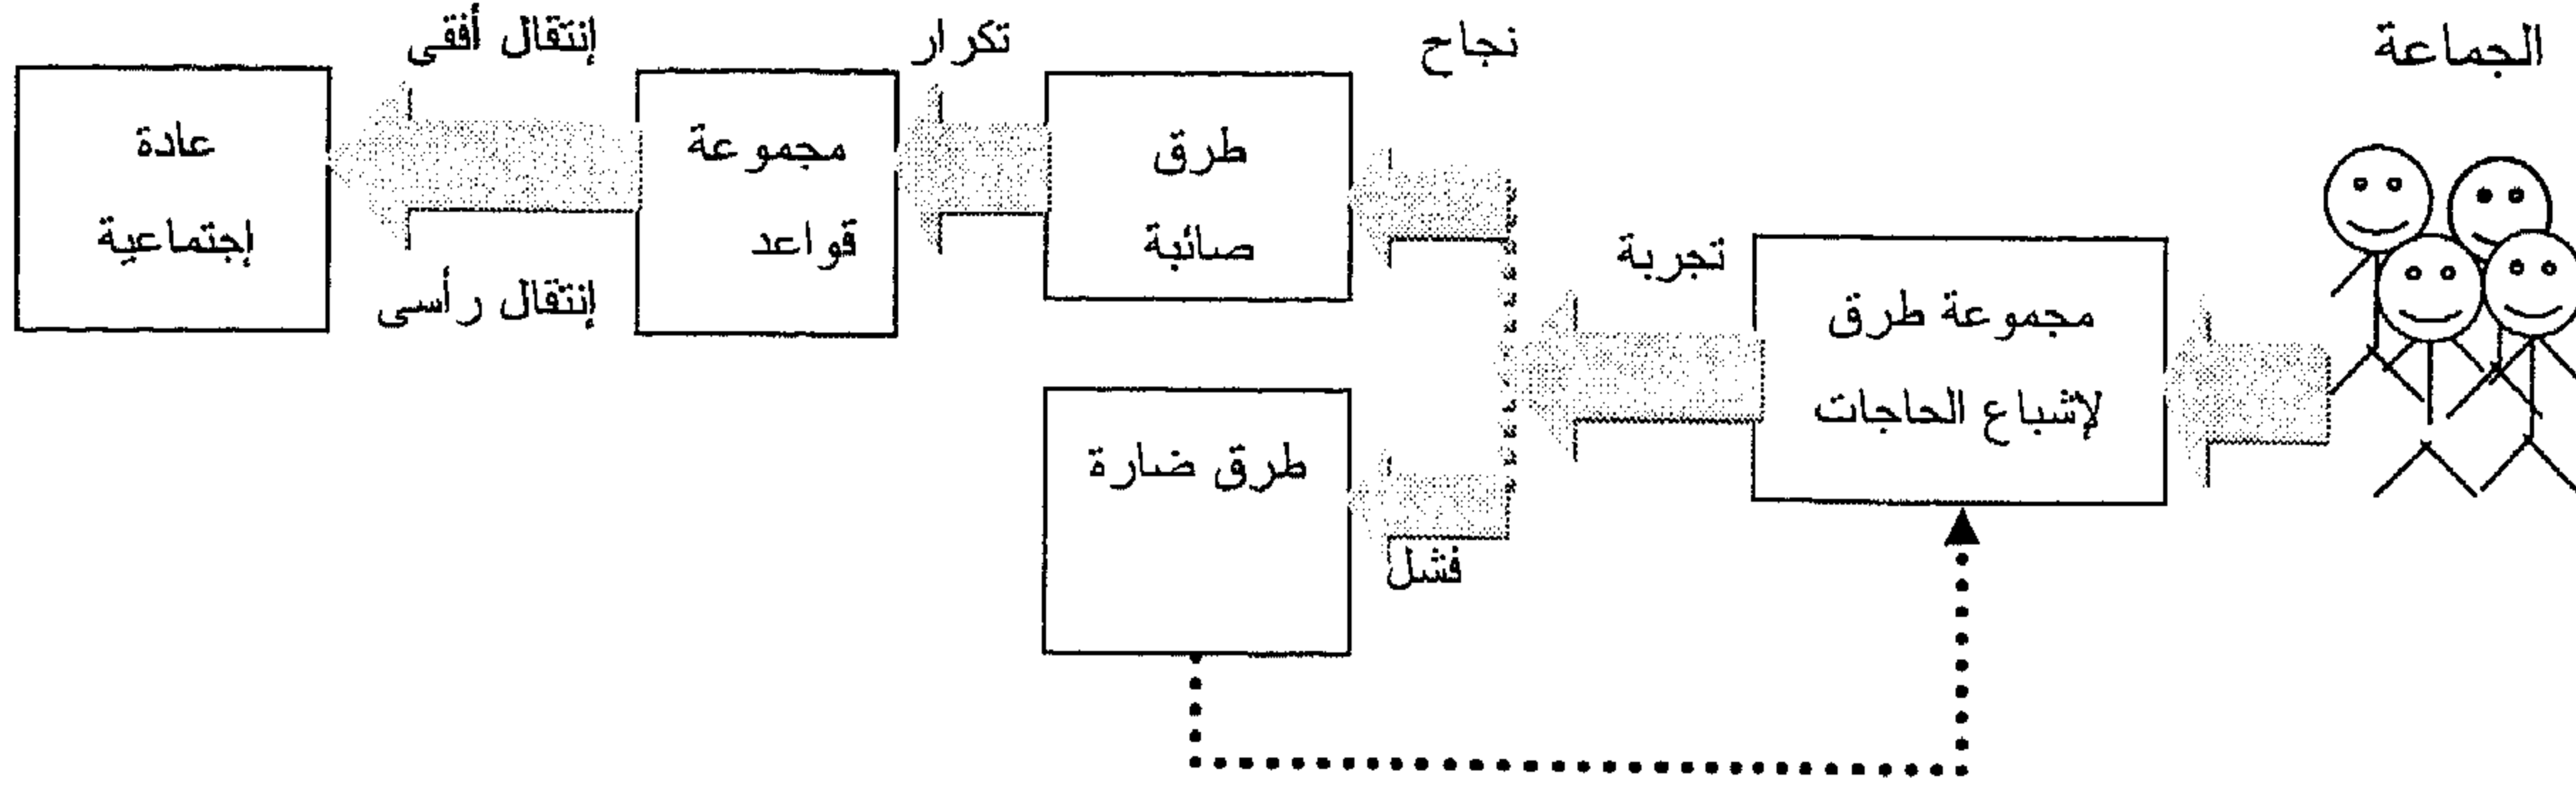 الجماعة
مجموعة طرق
لإشباع الحاجات
تجربة
نجاح
طرق
صائبة
فشل
طرق ضارة
تكرار
مجموعة
قواعد
إنتقال أفقى
إنتقال رأسى
عادة
إجتماعية